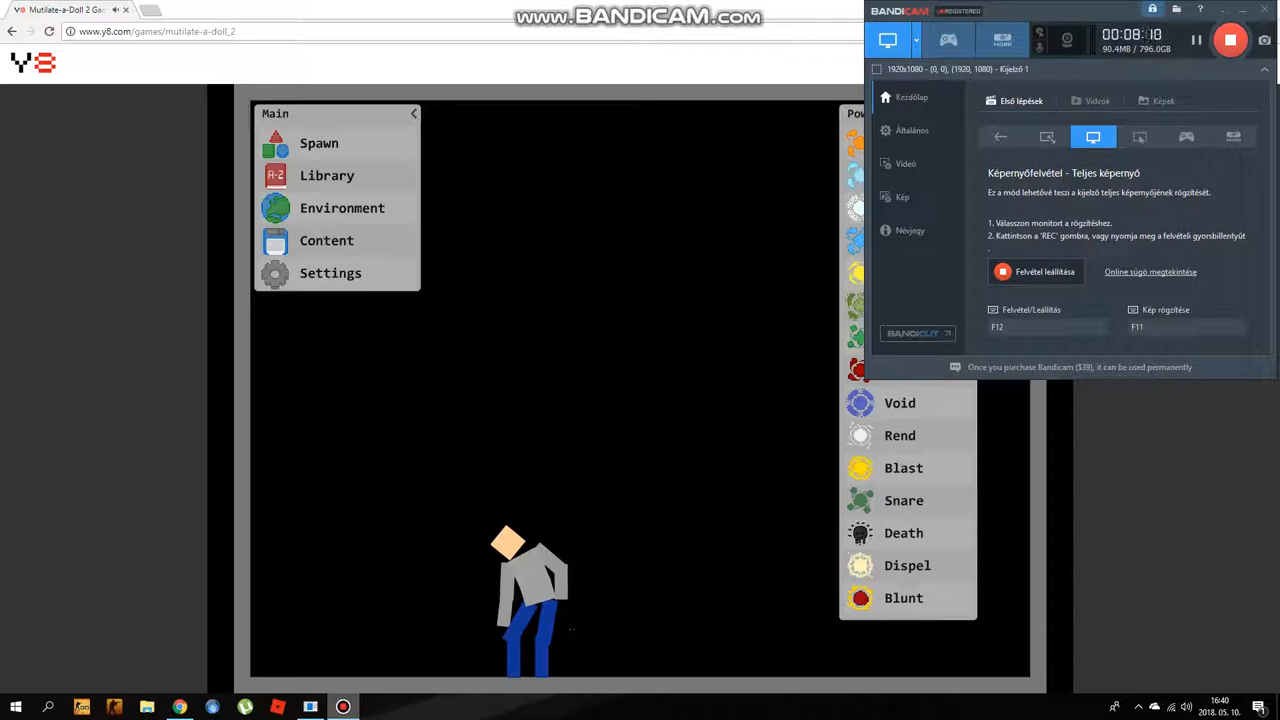 Mutilate-a-Doll 2 Gam
www.BANDICAM.com
www.y8.com/games/mutilate-a-doll_2
Y8
Main
Spawn
Library
Environment
Content
Settings
Void
Rend
Blast
Snare
Death
Dispel
Blunt
BANDICAM
00:08:18
90.4MB / 796.0GB
1920x1080 - (0, 0), (1920, 1080) - Kijelző 1
Kezdőlap
Általános
Videó
Kép
Névjegy
BANDICUT
Első lépések
Videók
Képek
Képernyőfelvétel - Teljes képernyő
Ez a mód lehetővé teszi a kijelző teljes képernyőjének rögzítését.
1. Válasszon monitort a rögzítéshez.
2. Kattintson a 'REC' gombra, vagy nyomja meg a felvételi gyorsbillentyűt
.
Felvétel leállítása
Online súgó megtekintése
Felvétel/Leállítás
F12
Kép rögzítése
F11
Once you purchase Bandicam ($39), it can be used permanently
16:40
2018. 05. 10.